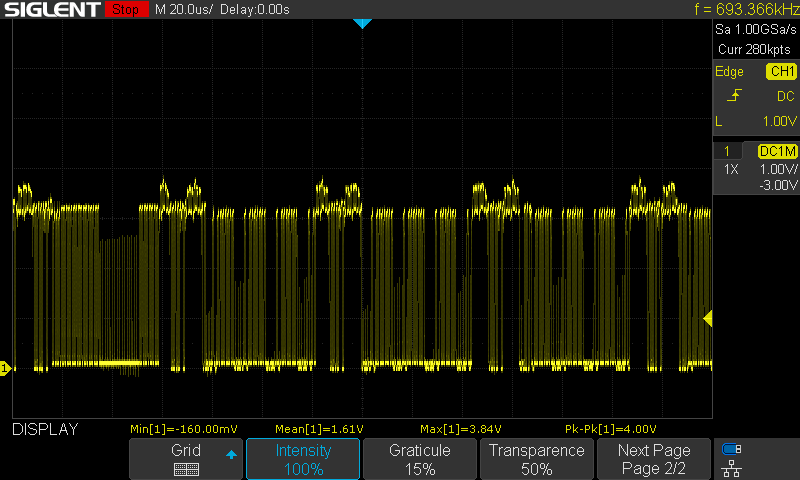 SIGLENT Stop M 20.0us/ Delay:0.00s f = 693.366kHz
Sa 1.00GSa/s
Curr 280kpts
Edge CH1
DC
L 1.00V
1 DC1M
1X 1.00V/
-3.00V
1
Min[1]=-160.00mV Mean[1]=1.61V Max[1]=3.84V Pk-Pk[1]=4.00V
DISPLAY
Grid Intensity Graticule Transparence Next Page
100% 15% 50% Page 2/2